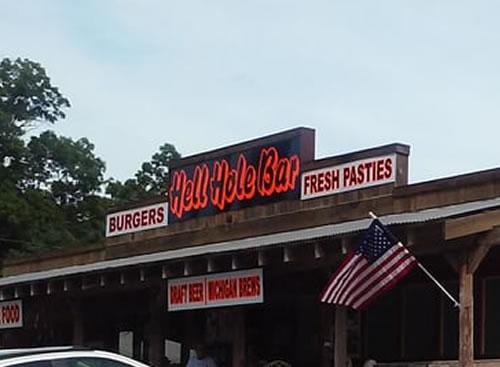 Hell Hole Bar
BURGERS
FRESH PASTIES
DRAFT BEER MICHIGAN BREWS
FOOD